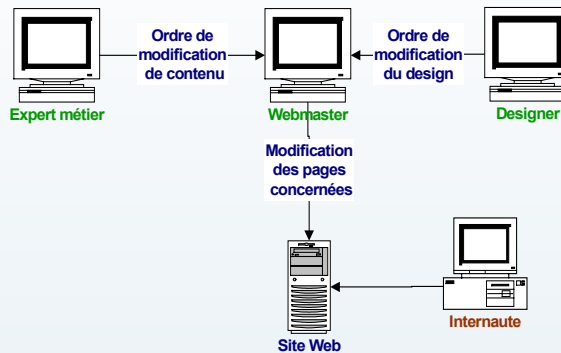 Ordre de
modification
de contenu
Ordre de
modification
du design
Expert métier
Webmaster
Designer
Modification
des pages
concernées
Internaute
Site Web